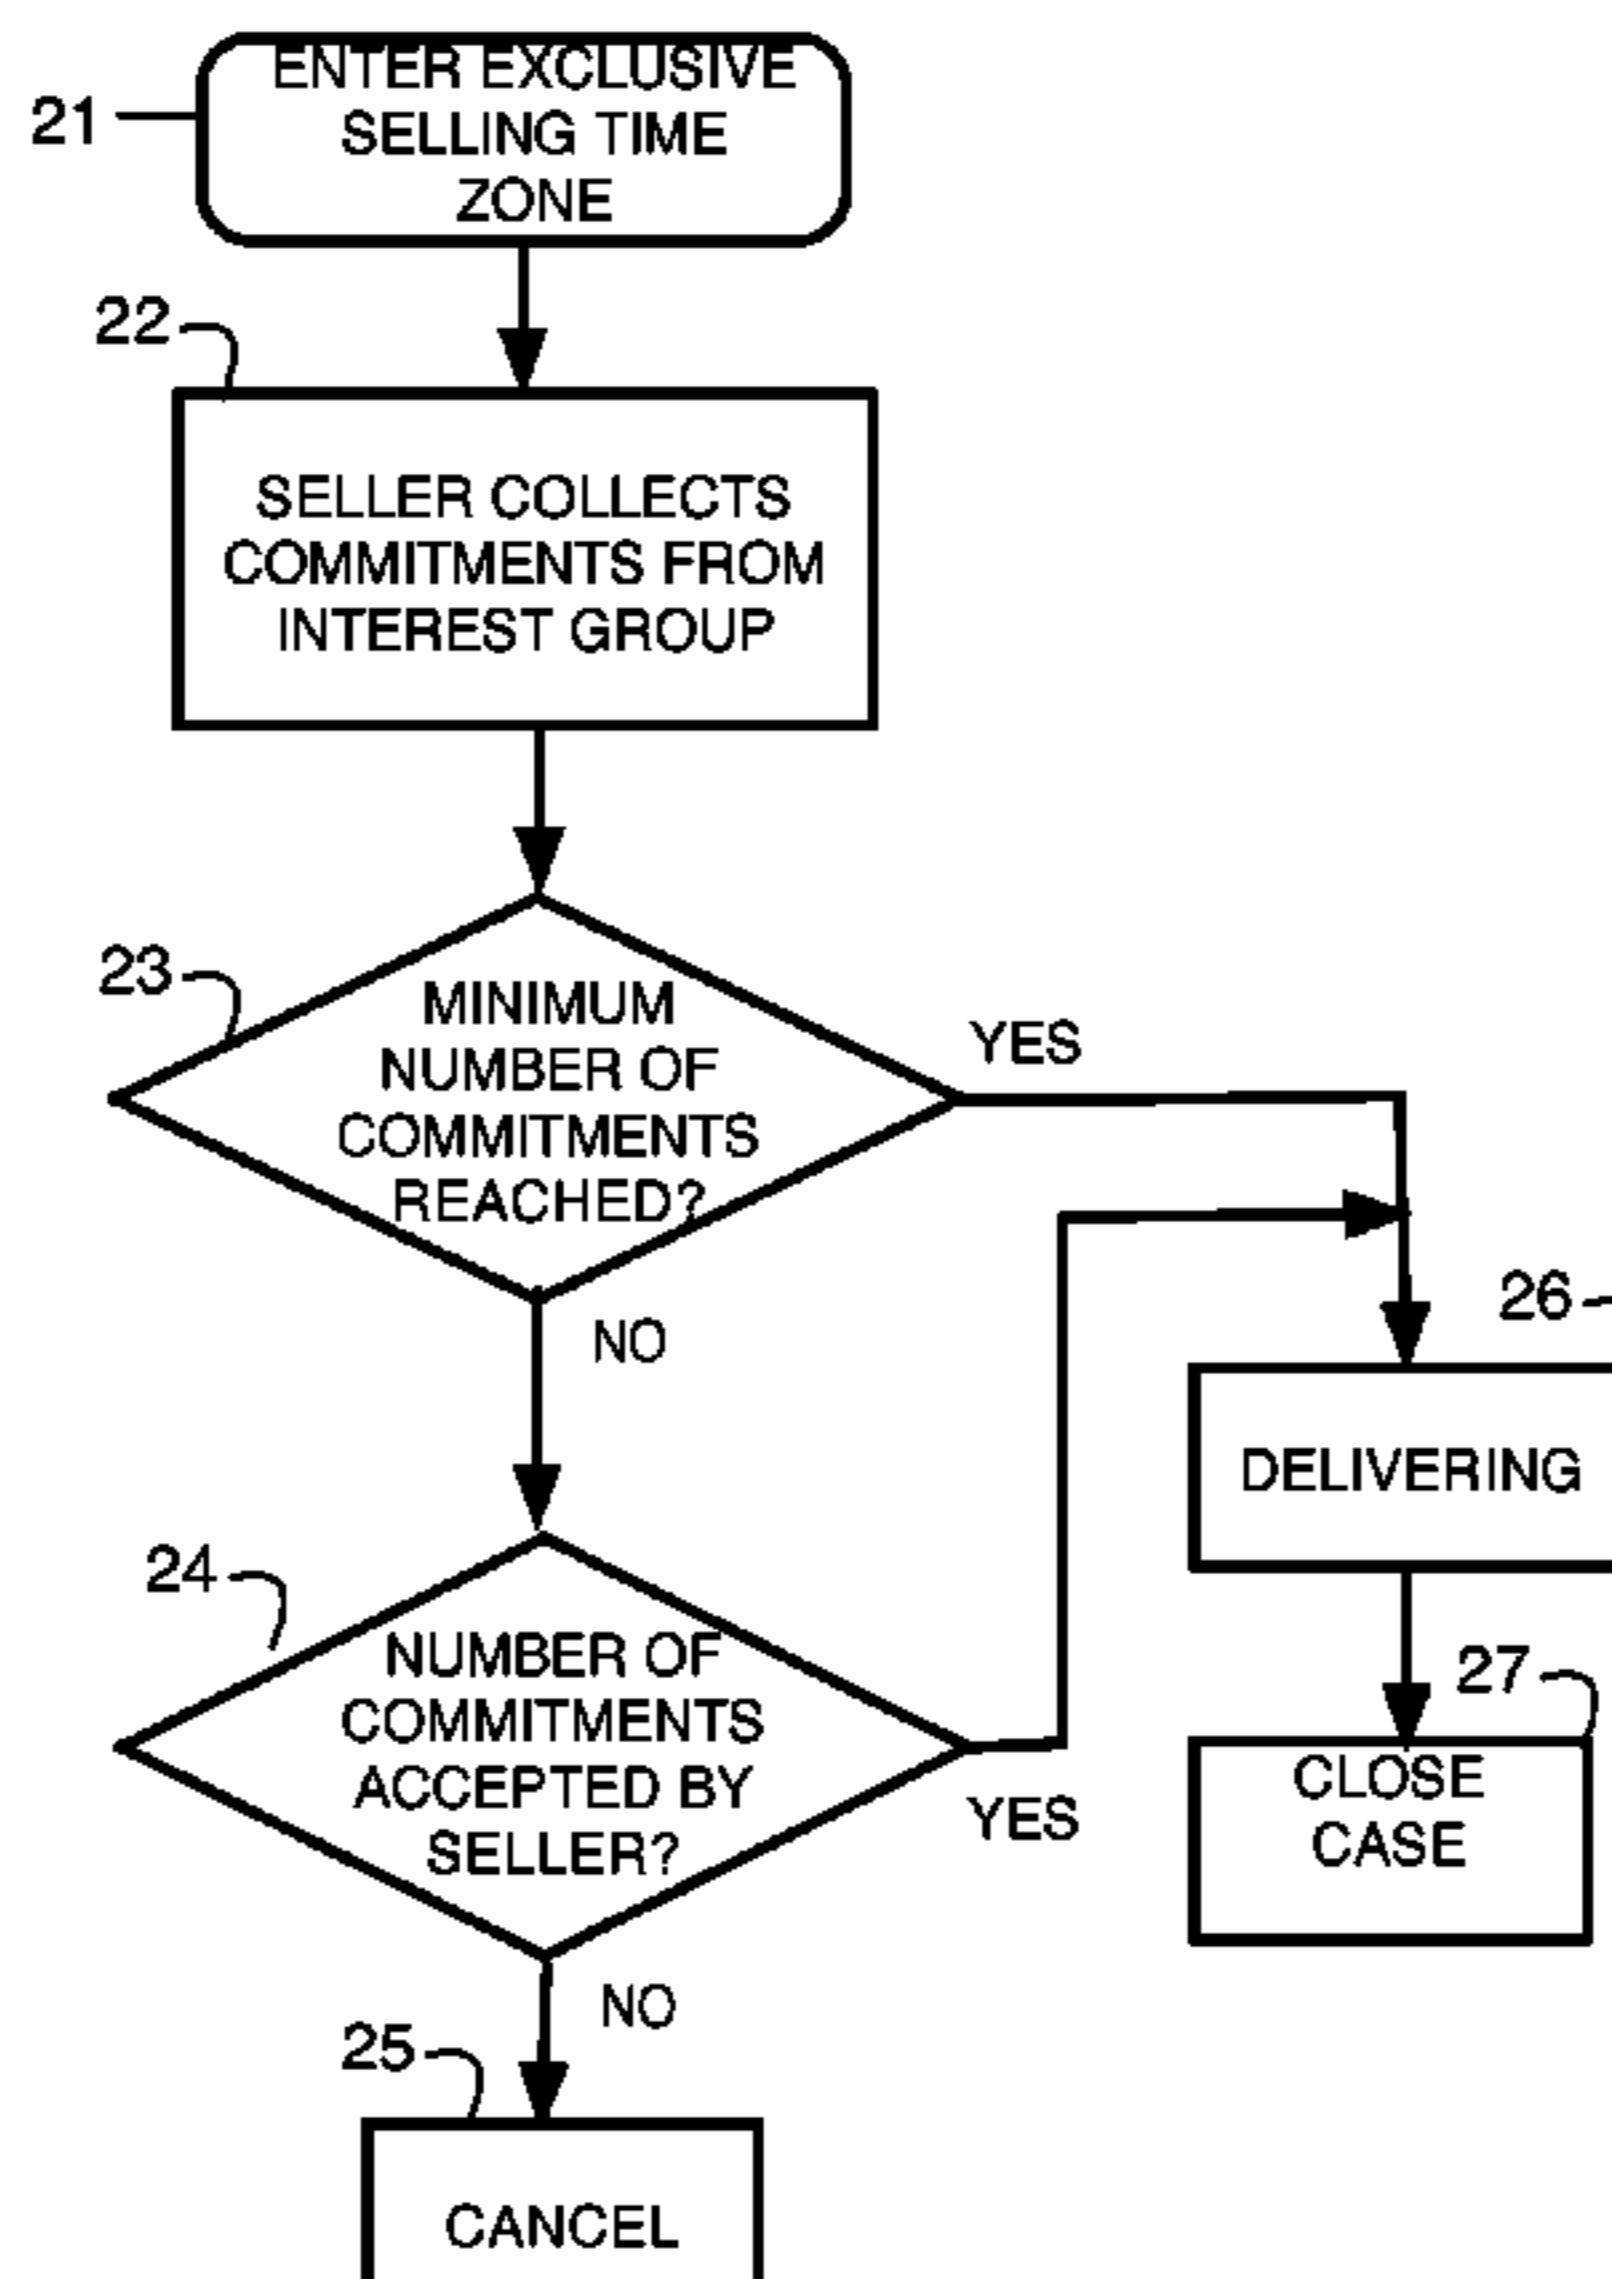 21
ENTER EXCLUSIVE
SELLING TIME
ZONE
22
SELLER COLLECTS
COMMITMENTS FROM
INTEREST GROUP
23
MINIMUM
NUMBER OF
COMMITMENTS
REACHED?
YES
NO
24
NUMBER OF
COMMITMENTS
ACCEPTED BY
SELLER?
YES
NO
25
CANCEL
26
DELIVERING
27
CLOSE
CASE